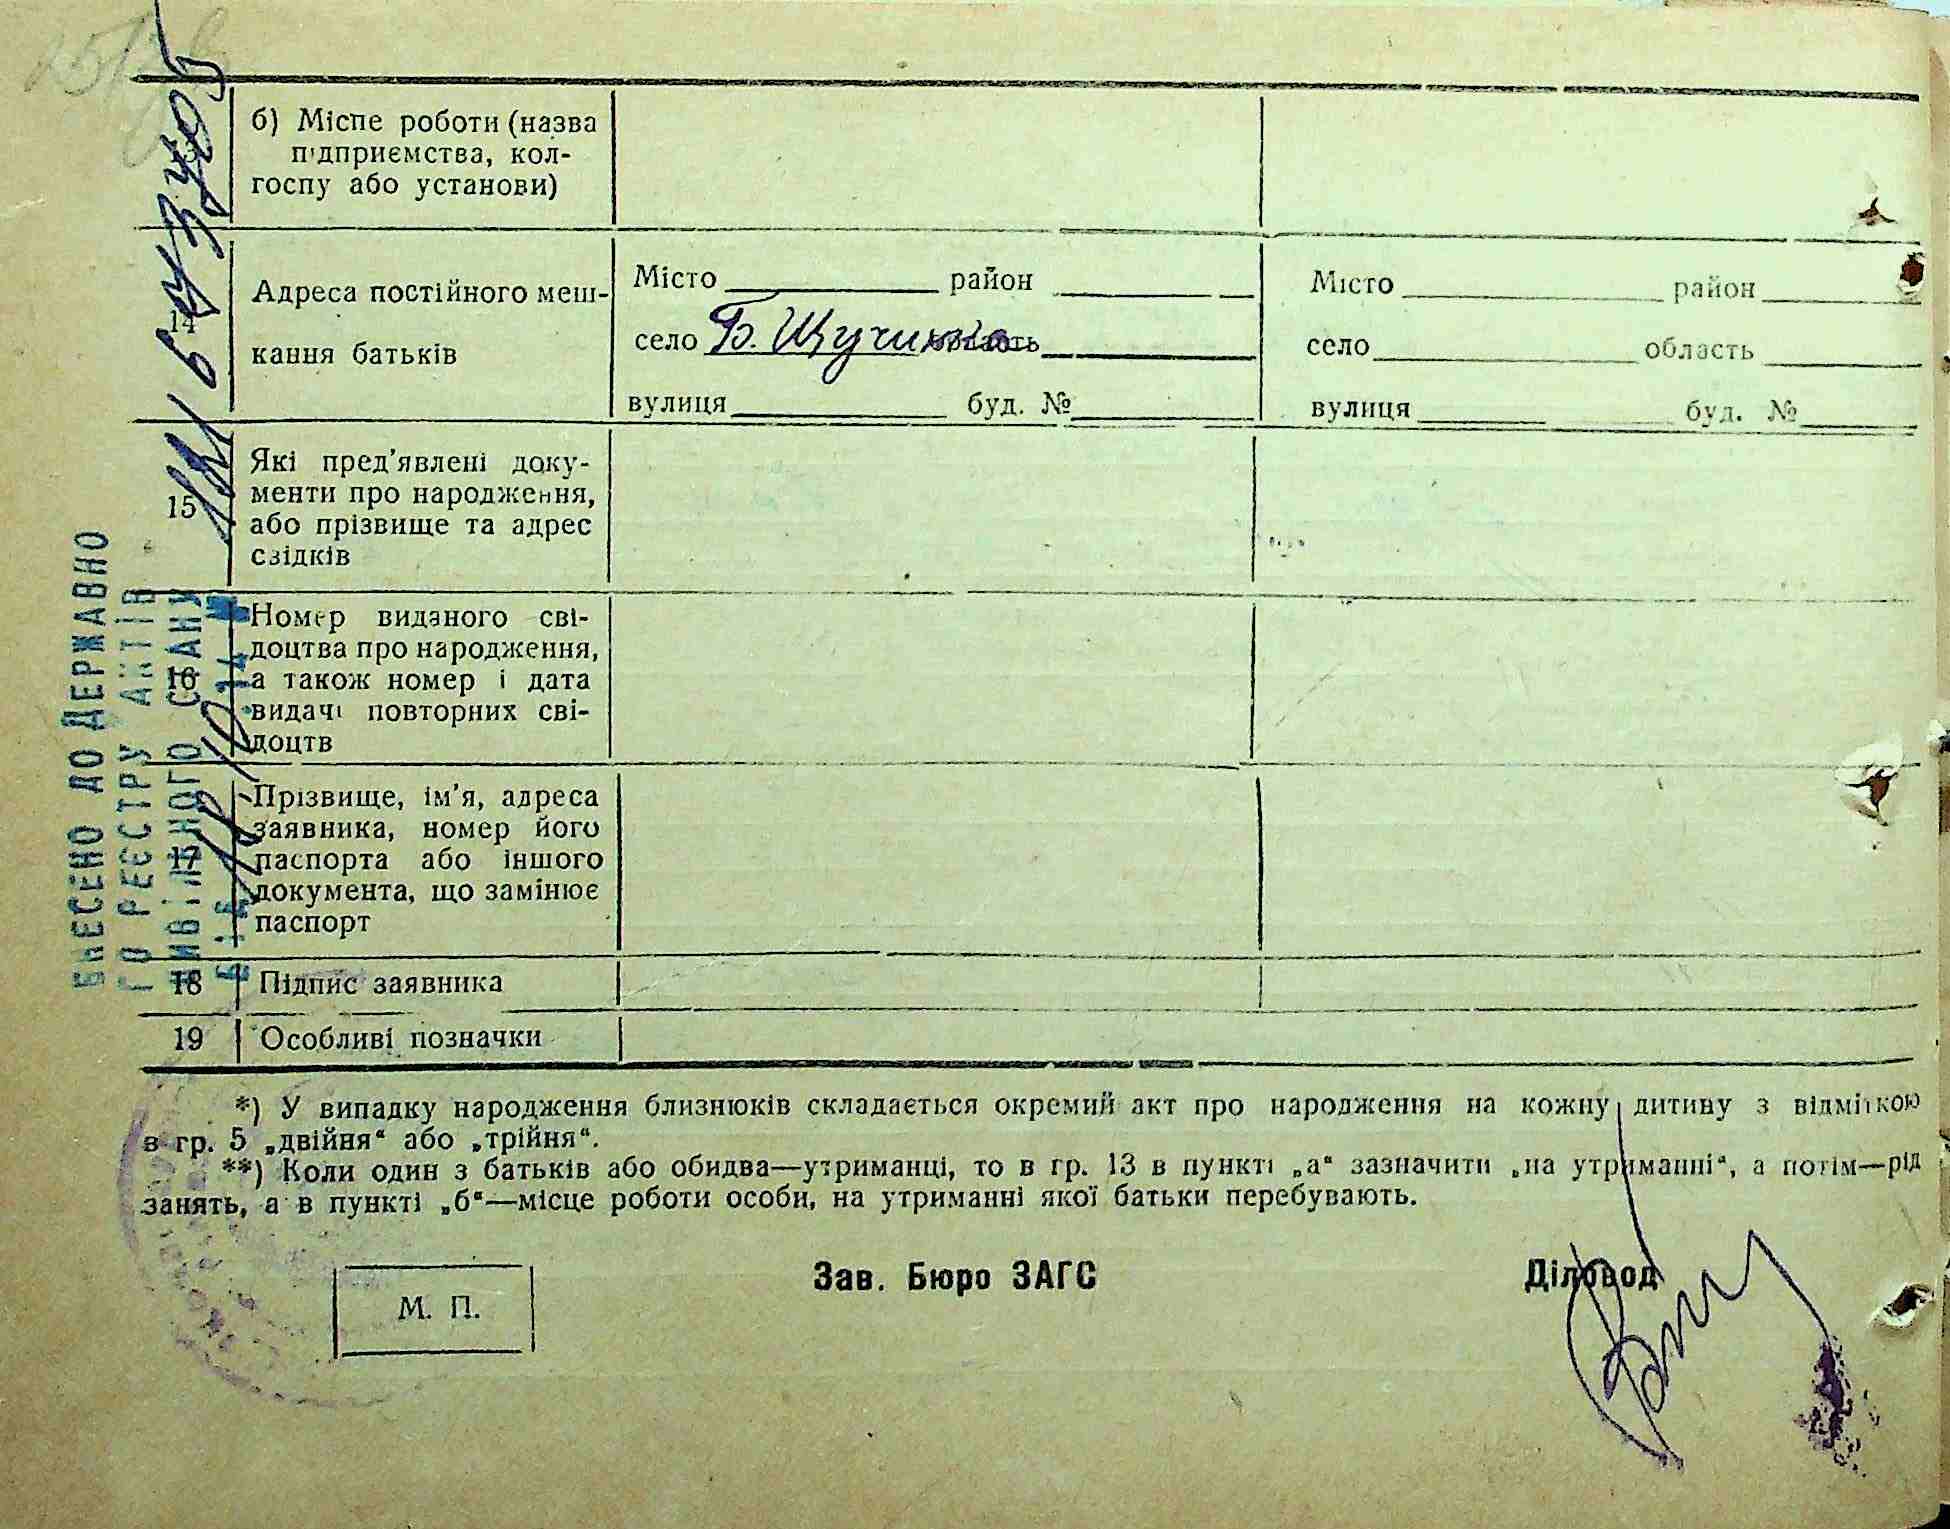 б) Місце роботи (назва
підприємства, кол-
госпу або установи)
14
Адреса постійного меш-
кання батьків
Місто район
село Б. Щучинка область
вулиця буд. №
Місто район
село область
вулиця буд. №
15
Які пред'явлені доку-
менти про народження,
або прізвище та адрес
свідків
16
Номер виданого сві-
доцтва про народження,
а також номер і дата
видачі повторних сві-
доцтв
17
Прізвище, ім'я, адреса
заявника, номер його
паспорта або іншого
документа, що замінює
паспорт
18 Підпис заявника
19 Особливі позначки
ВНЕСЕНО ДО ДЕРЖАВНО
ГО РЕЄСТРУ АКТІВ
ЦИВІЛЬНОГО СТАНУ
*) У випадку народження близнюків складається окремий акт про народження на кожну дитину з відміткою
в гр. 5 „двійня“ або „трійня“.
**) Коли один з батьків або обидва—утриманці, то в гр. 13 в пункті „а“ зазначити „на утриманні“, а потім—рід
занять, а в пункті „б“—місце роботи особи, на утриманні якої батьки перебувають.
М. П.
Зав. Бюро ЗАГС
Діловод